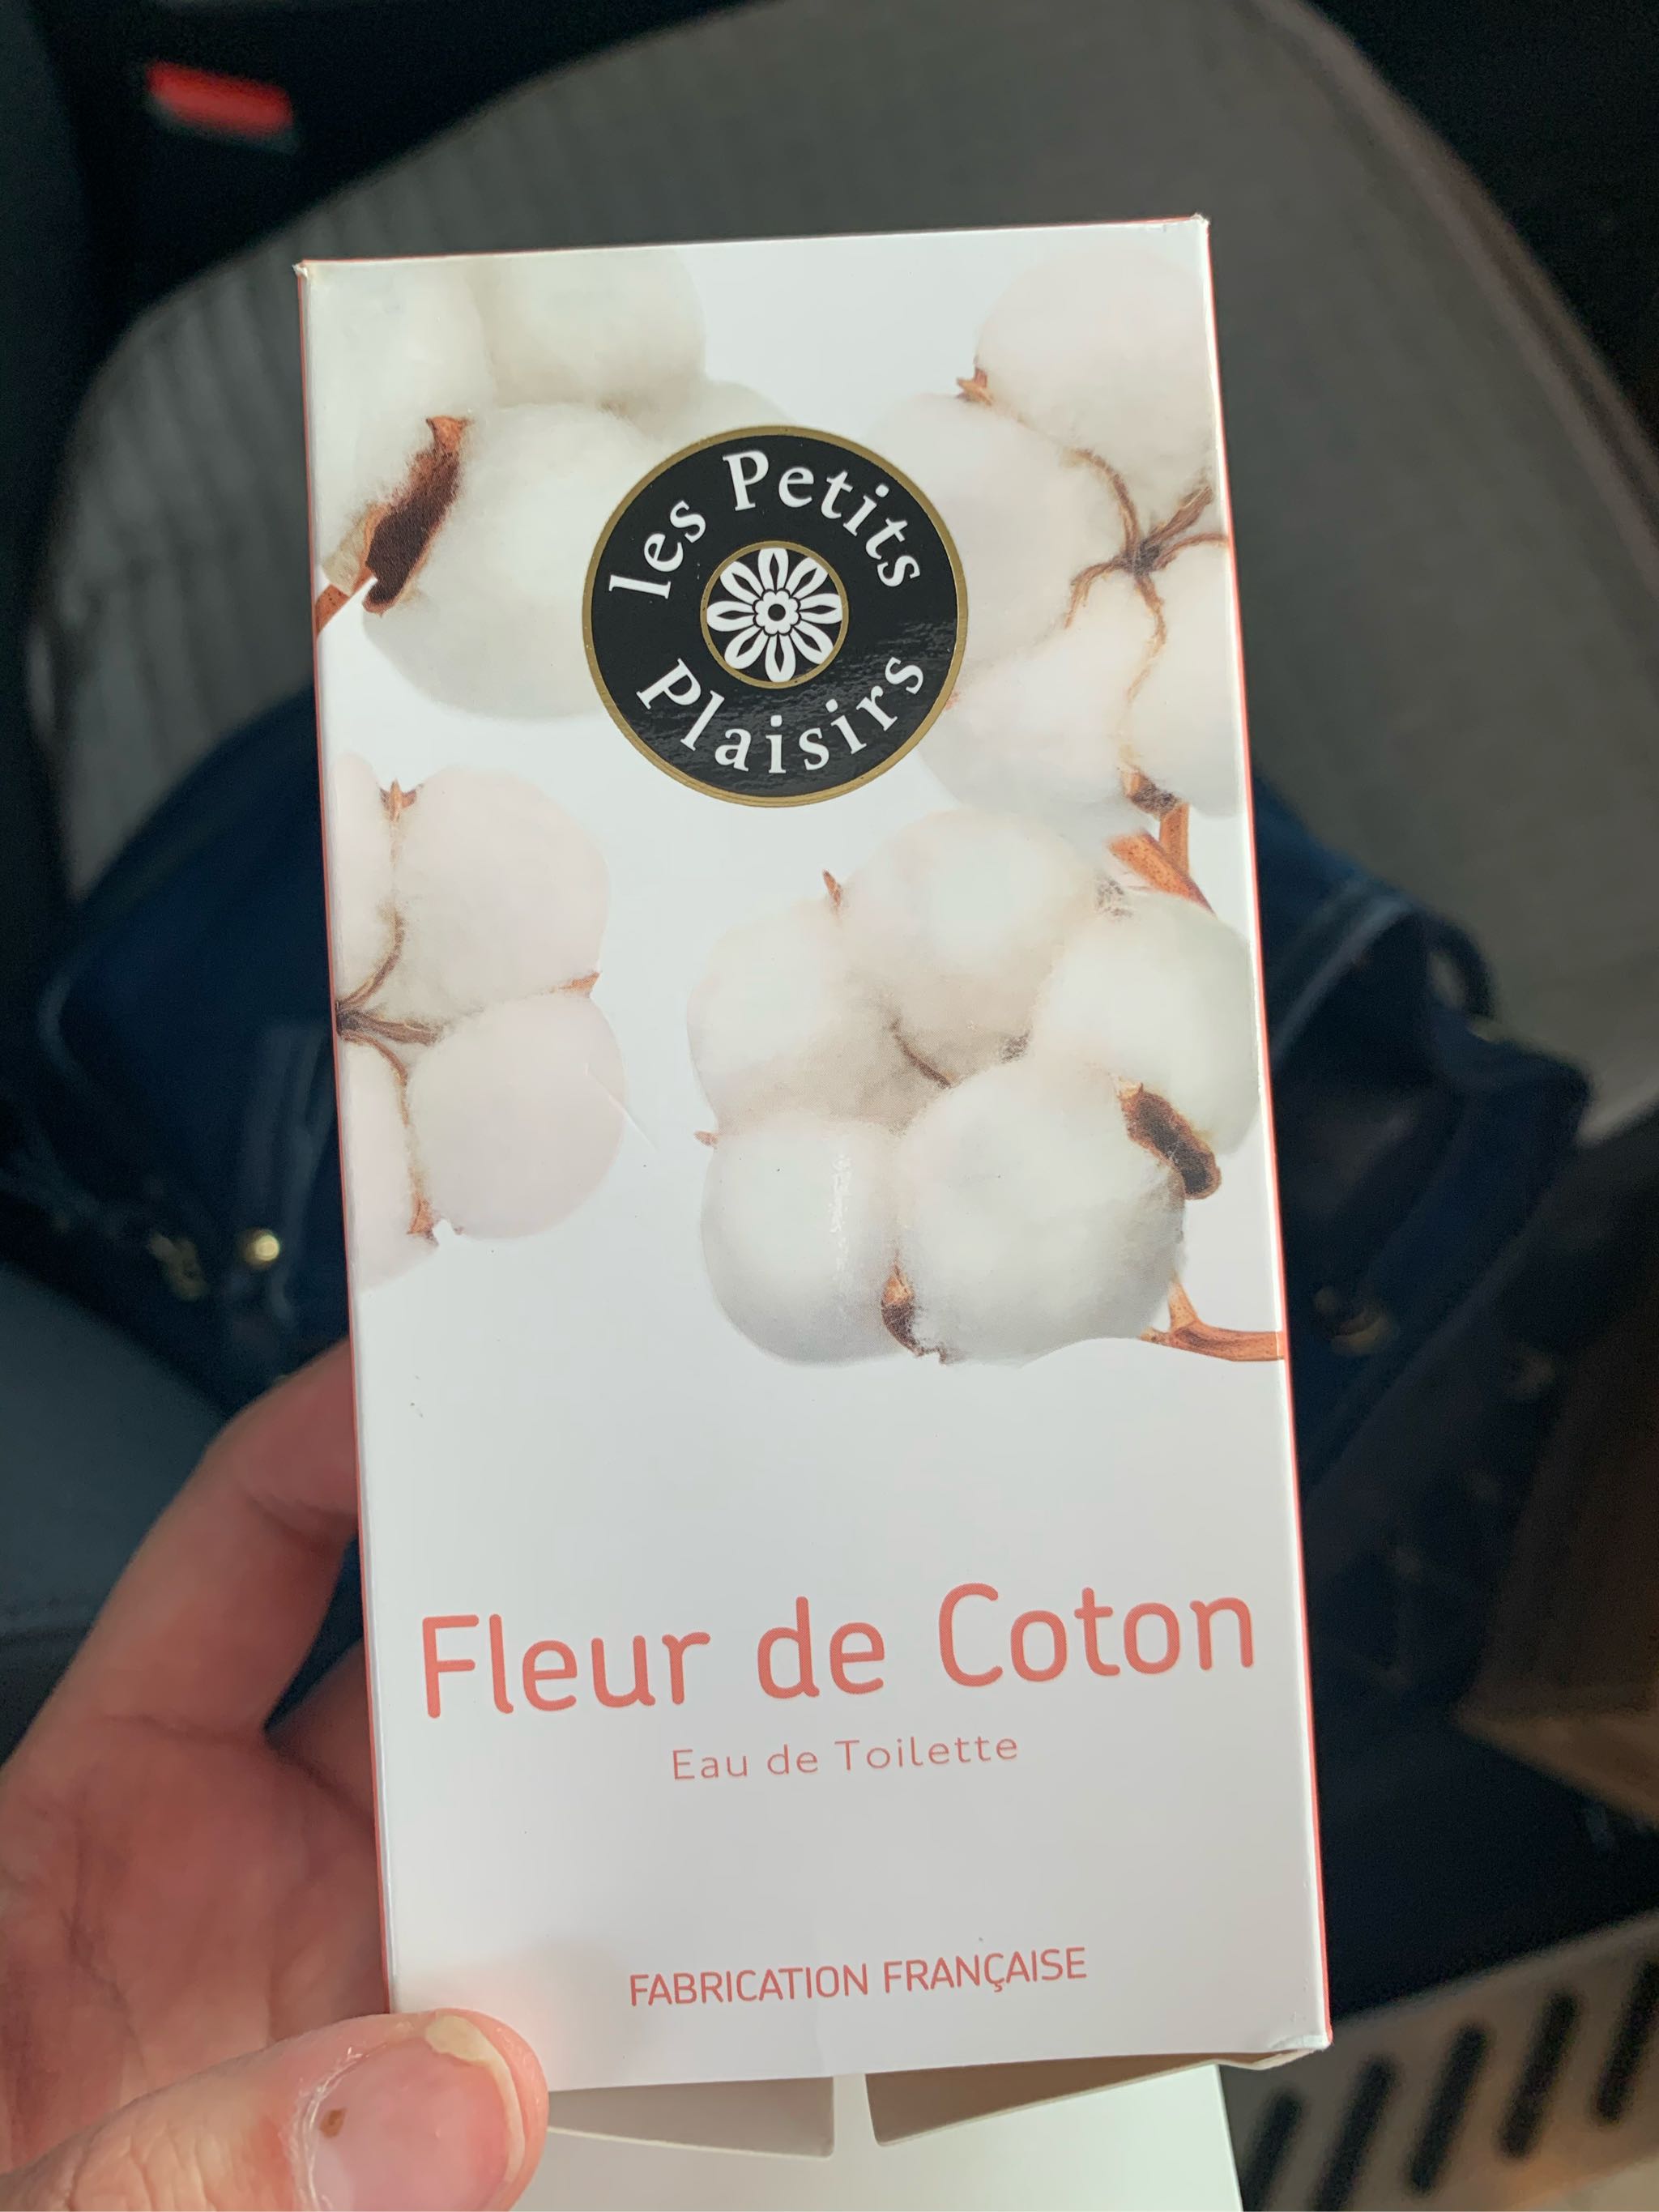 les Petits
Plaisirs
Fleur de Coton
Eau de Toilette
FABRICATION FRANÇAISE